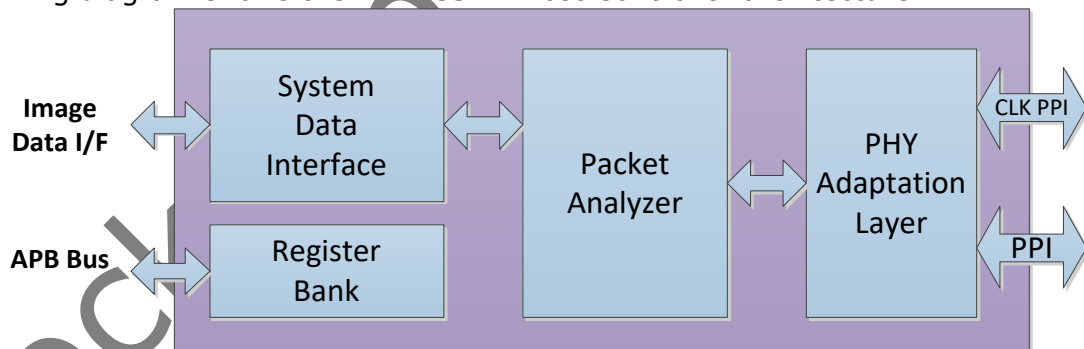 Image
Data I/F
System
Data
Interface
Packet
Analyzer
PHY
Adaptation
Layer
CLK PPI
APB Bus
Register
Bank
PPI